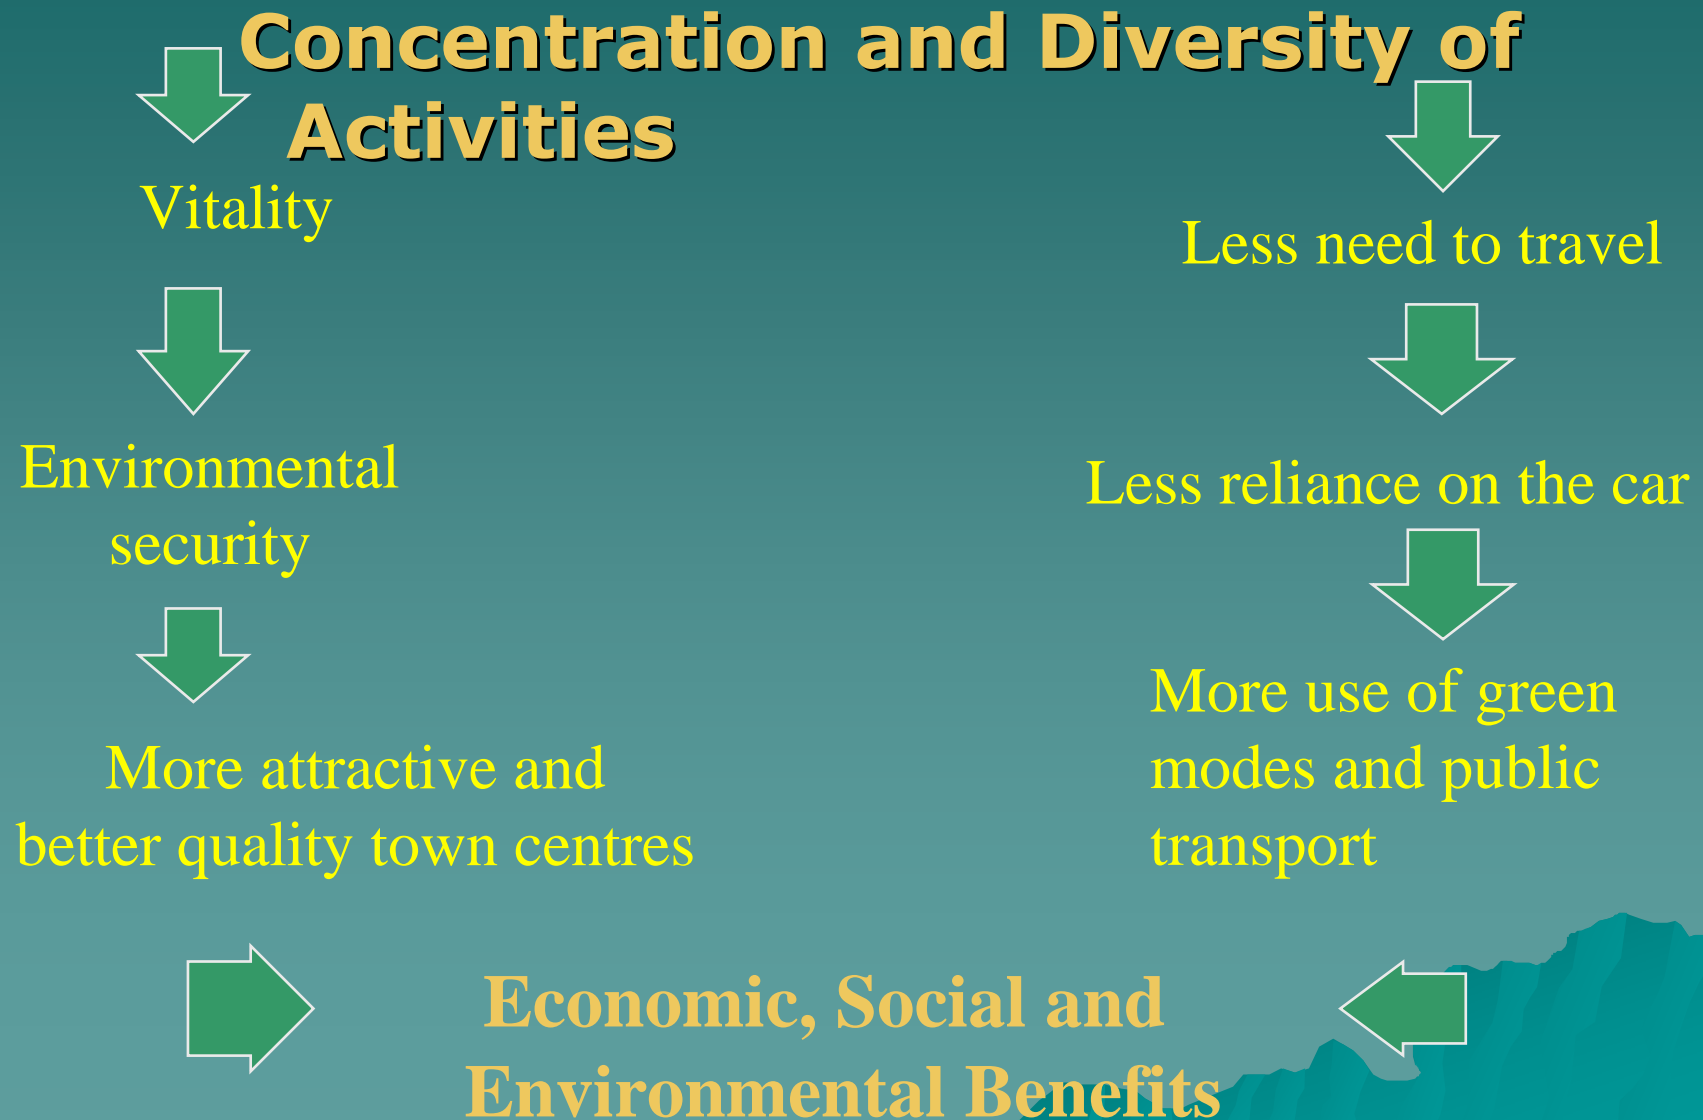 Concentration and Diversity of
Activities
Vitality
Environmental
security
More attractive and
better quality town centres
Less need to travel
Less reliance on the car
More use of green
modes and public
transport
Economic, Social and
Environmental Benefits